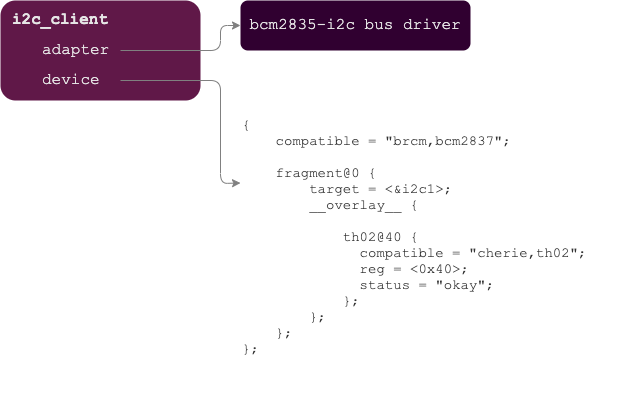 i2c_client
adapter
device
bcm2835-i2c bus driver
{
compatible = "brcm,bcm2837";
fragment@0 {
target = <&i2c1>;
__overlay__ {
th02@40 {
compatible = "cherie,th02";
reg = <0x40>;
status = "okay";
};
};
};
};